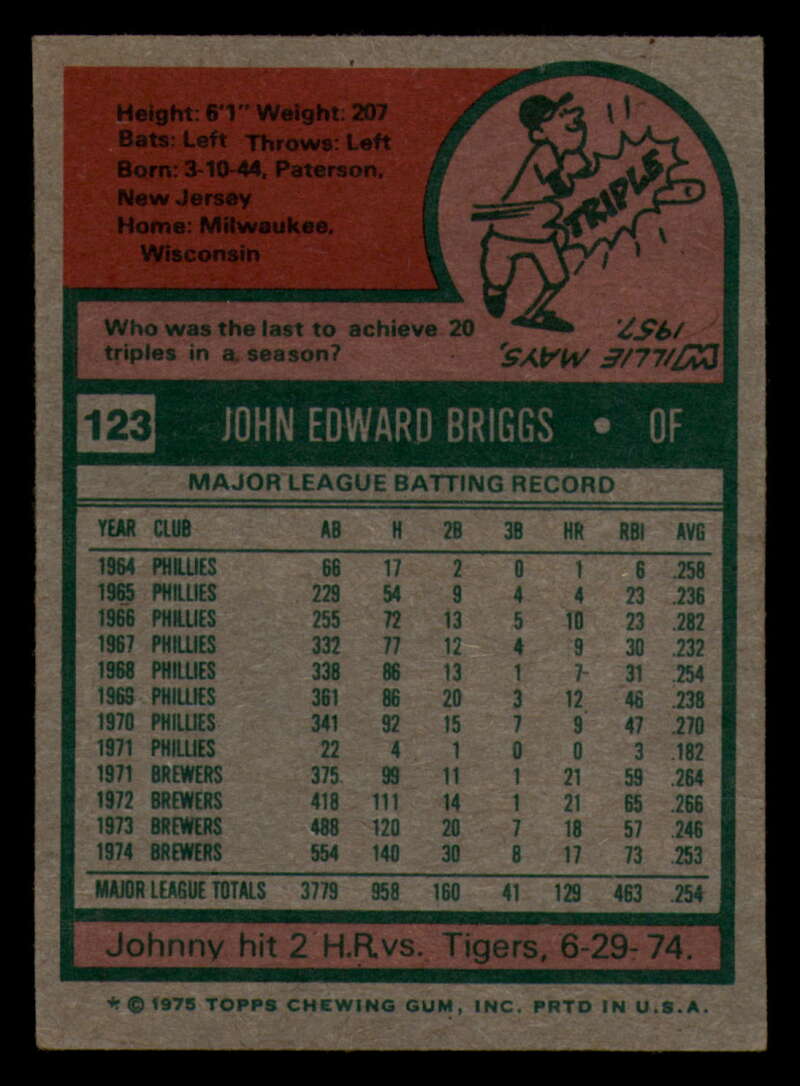 Height: 6'1" Weight: 207
Bats: Left Throws: Left
Born: 3-10-44, Paterson,
New Jersey
Home: Milwaukee,
Wisconsin
TRIPLE
Who was the last to achieve 20
triples in a season?
WILLIE MAYS,
1957.
123 JOHN EDWARD BRIGGS • OF
MAJOR LEAGUE BATTING RECORD
YEAR CLUB AB H 2B 3B HR RBI AVG
1964 PHILLIES 66 17 2 0 1 6 .258
1965 PHILLIES 229 54 9 4 4 23 .236
1966 PHILLIES 255 72 13 5 10 23 .282
1967 PHILLIES 332 77 12 4 9 30 .232
1968 PHILLIES 338 86 13 1 7 31 .254
1969 PHILLIES 361 86 20 3 12 46 .238
1970 PHILLIES 341 92 15 7 9 47 .270
1971 PHILLIES 22 4 1 0 0 3 .182
1971 BREWERS 375 99 11 1 21 59 .264
1972 BREWERS 418 111 14 1 21 65 .266
1973 BREWERS 488 120 20 7 18 57 .246
1974 BREWERS 554 140 30 8 17 73 .253
MAJOR LEAGUE TOTALS 3779 958 160 41 129 463 .254
Johnny hit 2 H.R. vs. Tigers, 6-29-74.
* © 1975 TOPPS CHEWING GUM, INC. PRTD IN U.S.A.